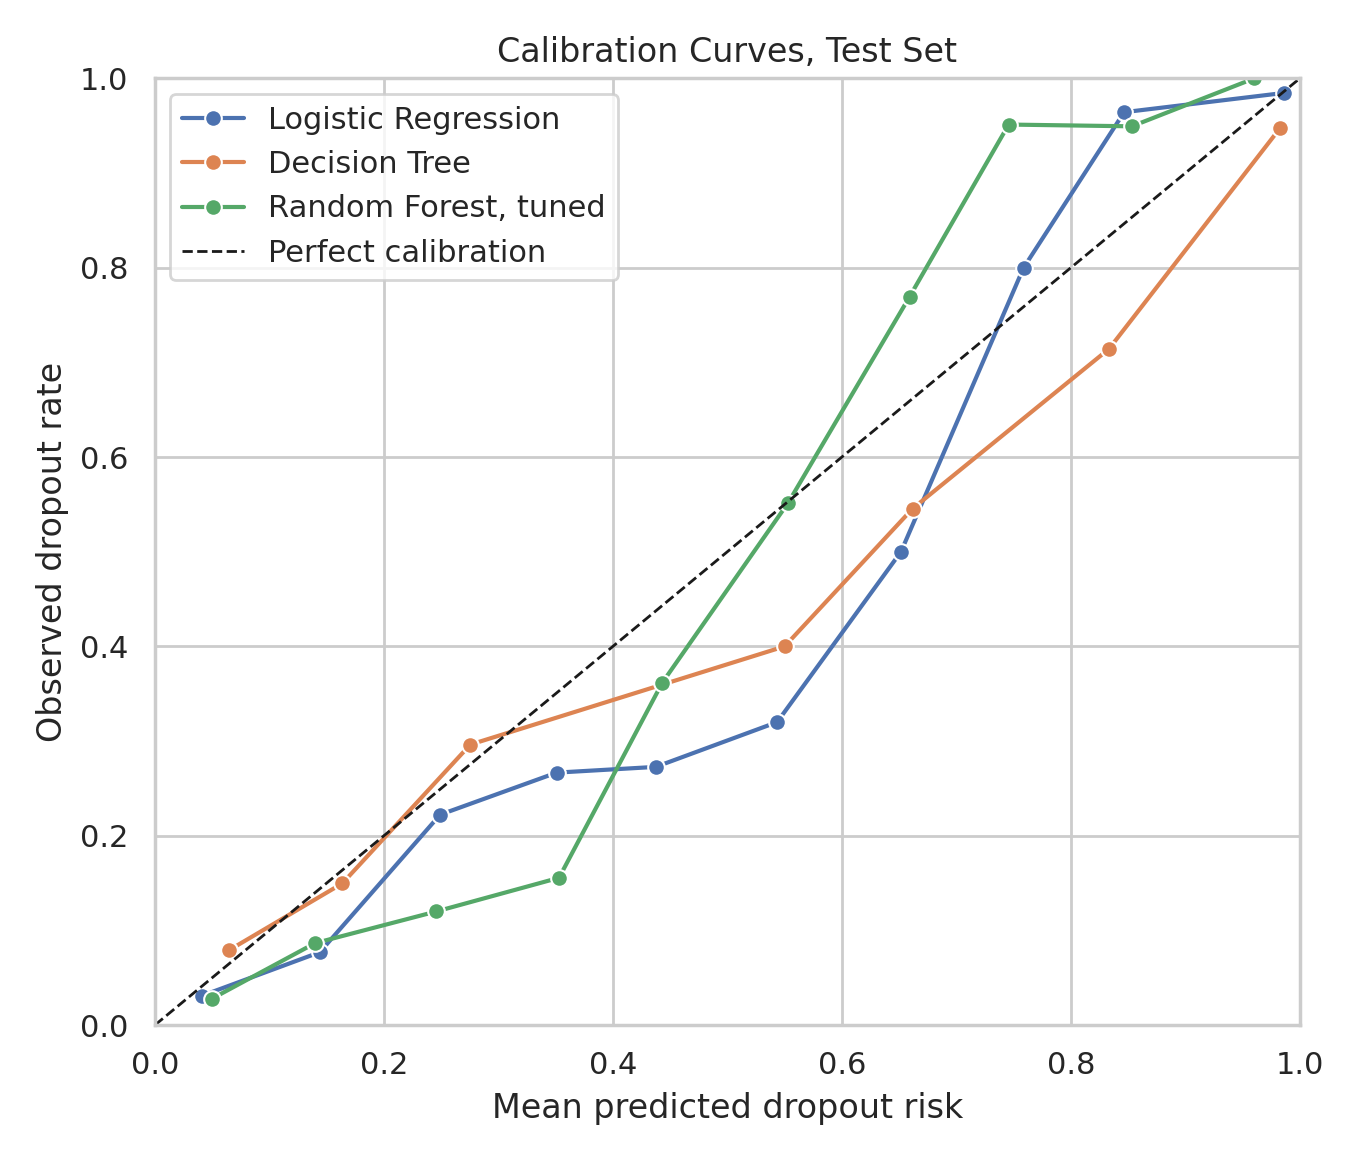 Calibration Curves, Test Set
Logistic Regression
Decision Tree
Random Forest, tuned
Perfect calibration
Observed dropout rate
1.0
0.8
0.6
0.4
0.2
0.0
0.0 0.2 0.4 0.6 0.8 1.0
Mean predicted dropout risk